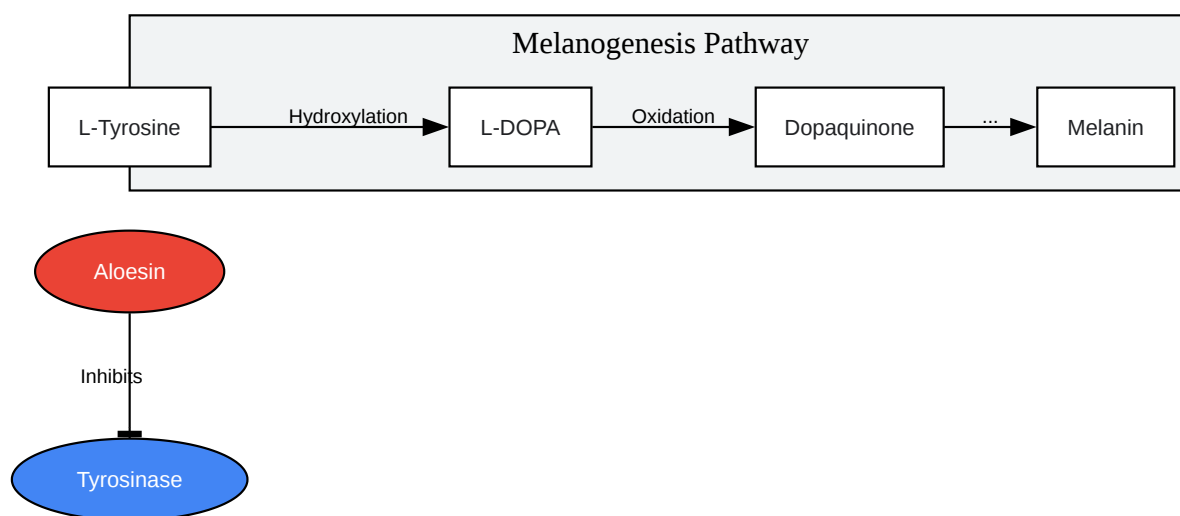 Melanogenesis Pathway
L-Tyrosine
Hydroxylation
L-DOPA
Oxidation
Dopaquinone
...
Melanin
Aloesin
Inhibits
Tyrosinase